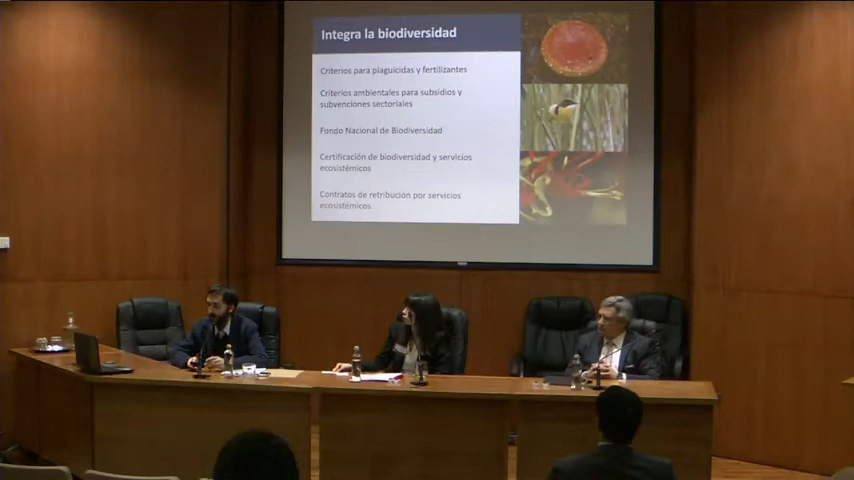 Integra la biodiversidad
Criterios para plaguicidas y fertilizantes
Criterios ambientales para subsidios y
subvenciones sectoriales
Fondo Nacional de Biodiversidad
Certificación de biodiversidad y servicios
ecosistémicos
Contratos de retribución por servicios
ecosistémicos